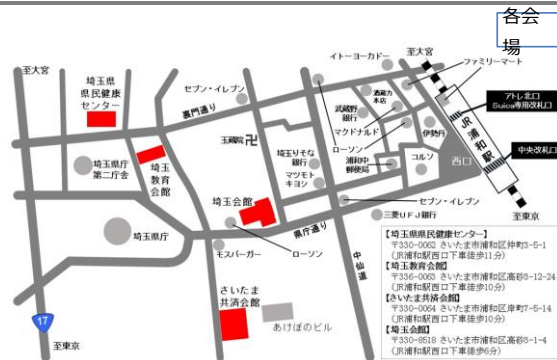 各会
場
至大宮
イトーヨーカドー
至大宮
ファミリーマート
埼玉県
県民健康
センター
セブン・イレブン
裏門通り
酒蔵力
本店
武蔵野
銀行
アトレ北口
Suica専用改札口
マクドナルド
伊勢丹
JR浦和駅
玉蔵院
ローソン
埼玉
教育
会館
埼玉りそな
銀行
浦和中
郵便局
コルソ
西口
中央改札口
埼玉県庁
第二庁舎
マツモト
キヨシ
埼玉会館
セブン・イレブン
至東京
埼玉県庁
県庁通り
三菱UFJ銀行
モスバーガー
ローソン
中山道
さいたま
共済会館
あけぼのビル
17
至東京
【埼玉県県民健康センター】
〒330-0062 さいたま市浦和区仲町3-5-1
(JR浦和駅西口下車徒歩11分)
【埼玉教育会館】
〒336-0063 さいたま市浦和区高砂3-12-24
(JR浦和駅西口下車徒歩10分)
【さいたま共済会館】
〒330-0064 さいたま市浦和区岸町7-5-14
(JR浦和駅西口下車徒歩10分)
【埼玉会館】
〒330-8518 さいたま市浦和区高砂3-1-4
(JR浦和駅西口下車徒歩6分)